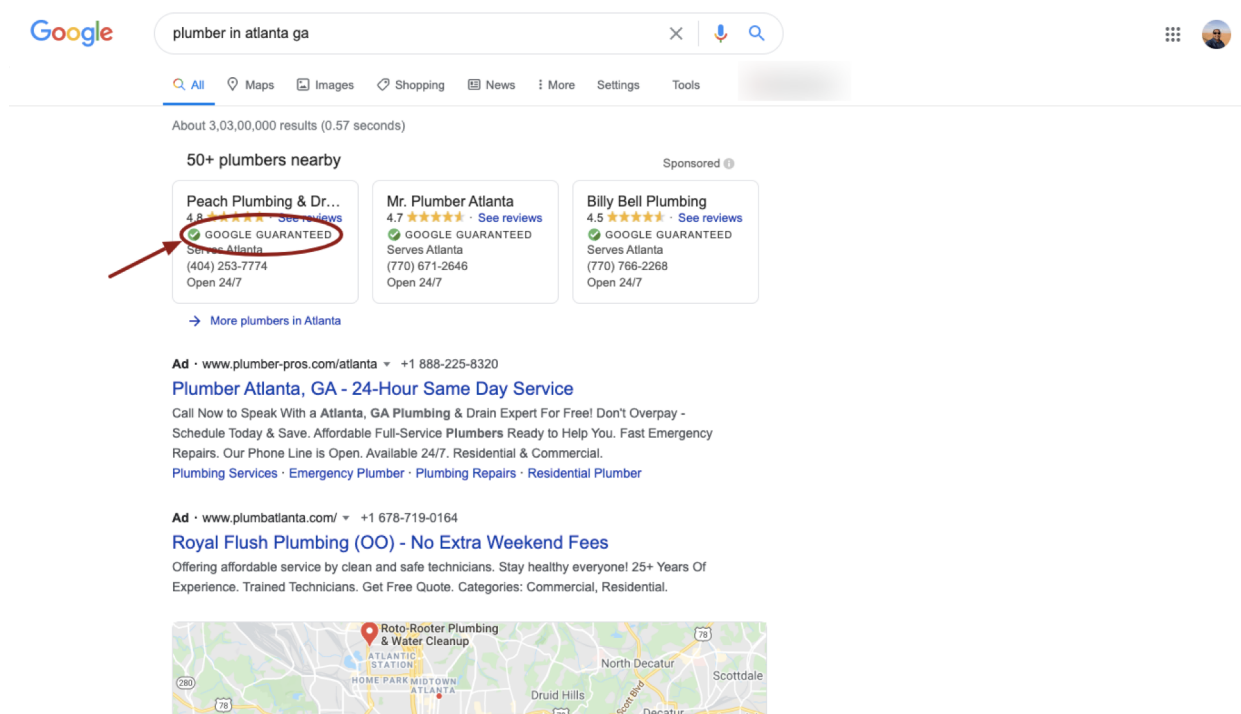 Google
plumber in atlanta ga
All Maps Images Shopping News More Settings Tools
About 3,03,00,000 results (0.57 seconds)
50+ plumbers nearby
Sponsored
Peach Plumbing & Dr...
4.8 · See reviews
GOOGLE GUARANTEED
Serves Atlanta
(404) 253-7774
Open 24/7
Mr. Plumber Atlanta
4.7 · See reviews
GOOGLE GUARANTEED
Serves Atlanta
(770) 671-2646
Open 24/7
Billy Bell Plumbing
4.5 · See reviews
GOOGLE GUARANTEED
Serves Atlanta
(770) 766-2268
Open 24/7
→ More plumbers in Atlanta
Ad · www.plumber-pros.com/atlanta +1 888-225-8320
Plumber Atlanta, GA - 24-Hour Same Day Service
Call Now to Speak With a Atlanta, GA Plumbing & Drain Expert For Free! Don't Overpay -
Schedule Today & Save. Affordable Full-Service Plumbers Ready to Help You. Fast Emergency
Repairs. Our Phone Line is Open. Available 24/7. Residential & Commercial.
Plumbing Services · Emergency Plumber · Plumbing Repairs · Residential Plumber
Ad · www.plumbatlanta.com/ +1 678-719-0164
Royal Flush Plumbing (OO) - No Extra Weekend Fees
Offering affordable service by clean and safe technicians. Stay healthy everyone! 25+ Years Of
Experience. Trained Technicians. Get Free Quote. Categories: Commercial, Residential.
Roto-Rooter Plumbing
& Water Cleanup
78
ATLANTIC
STATION
North Decatur
Scottdale
HOME PARK
MIDTOWN
ATLANTA
280
Druid Hills
Scott Blvd
78
78
Decatur